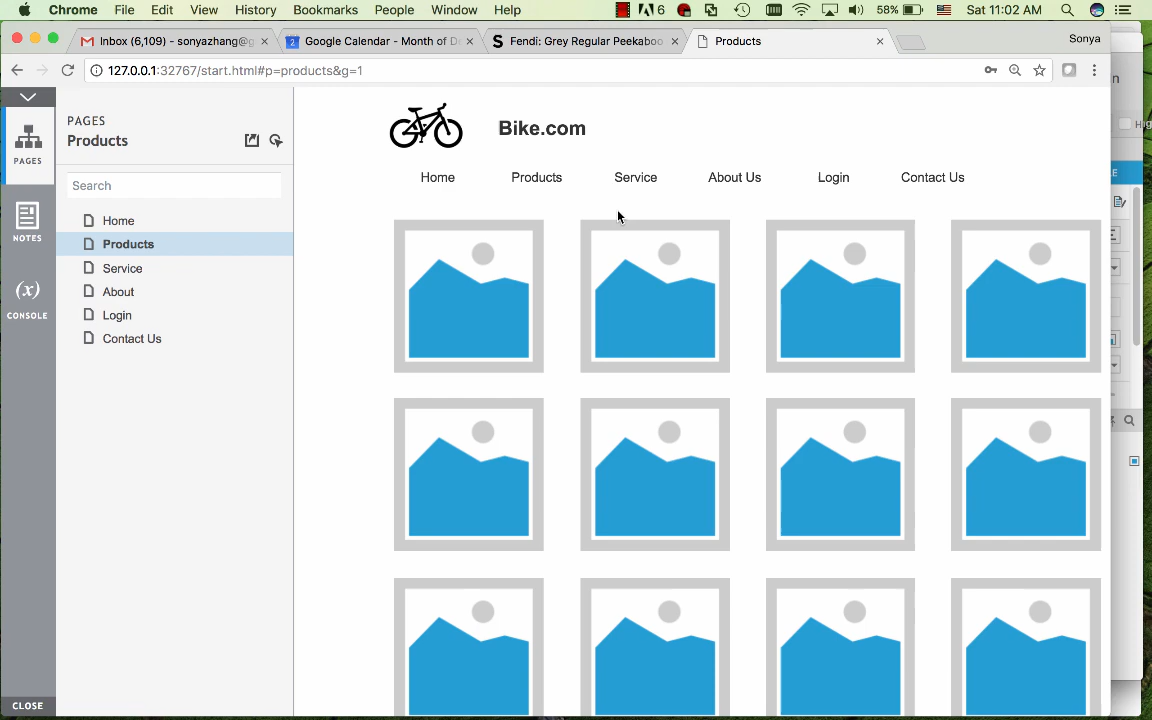 Chrome File Edit View History Bookmarks People Window Help 6 58% Sat 11:02 AM
Inbox (6,109) - sonyazhang@g
2 Google Calendar - Month of D
S Fendi: Grey Regular Peekaboo
Products
Sonya
127.0.0.1:32767/start.html#p=products&g=1
PAGES
NOTES
(x)
CONSOLE
CLOSE
PAGES
Products
Search
Home
Products
Service
About
Login
Contact Us
Bike.com
Home Products Service About Us Login Contact Us